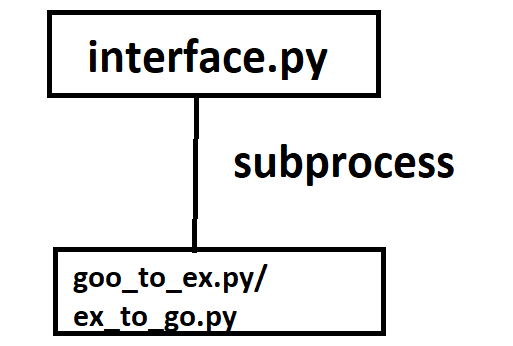 interface.py
subprocess
goo_to_ex.py/
ex_to_go.py